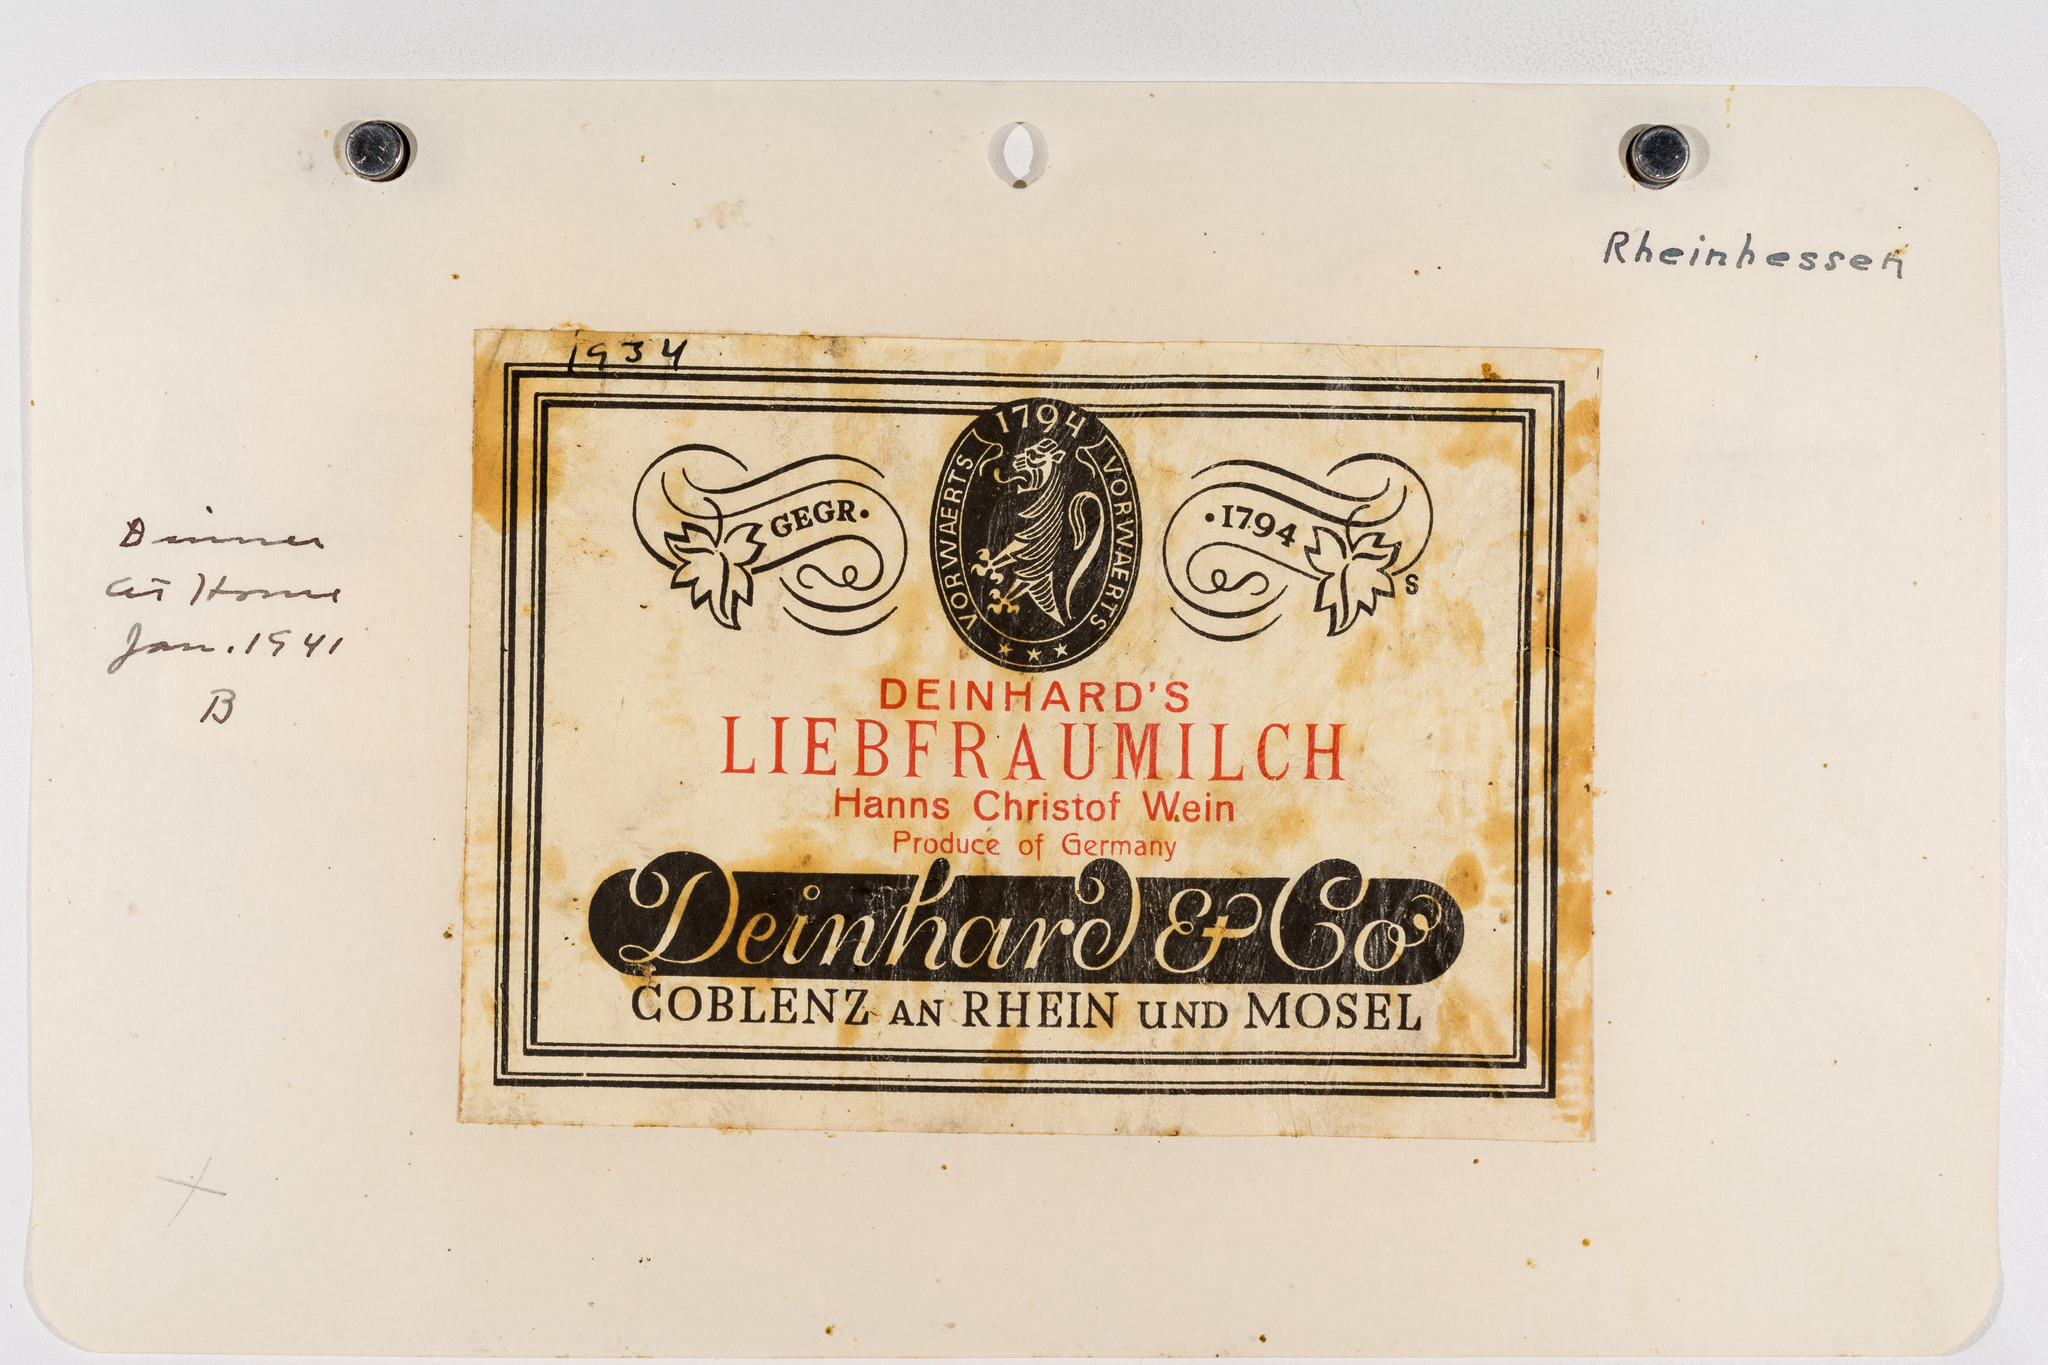 Rheinhessen
1934
1794
VORWAERTS VORWAERTS
GEGR. · 1794
S
DEINHARD'S
LIEBFRAUMILCH
Hanns Christof Wein
Produce of Germany
Deinhard & Co
COBLENZ AN RHEIN UND MOSEL
Dinner
at Home
Jan. 1941
B